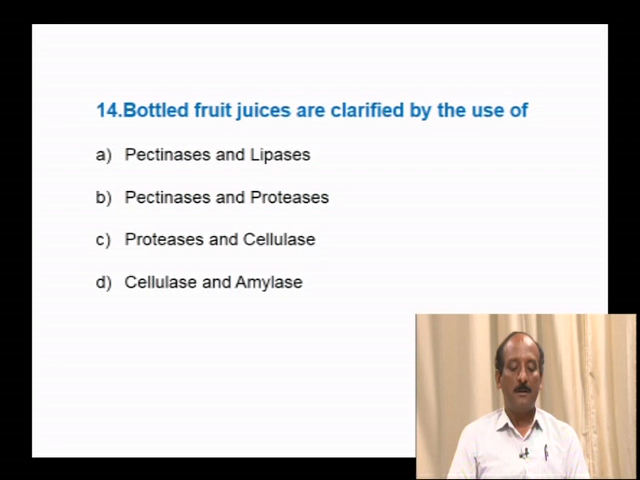 14.Bottled fruit juices are clarified by the use of
a) Pectinases and Lipases
b) Pectinases and Proteases
c) Proteases and Cellulase
d) Cellulase and Amylase